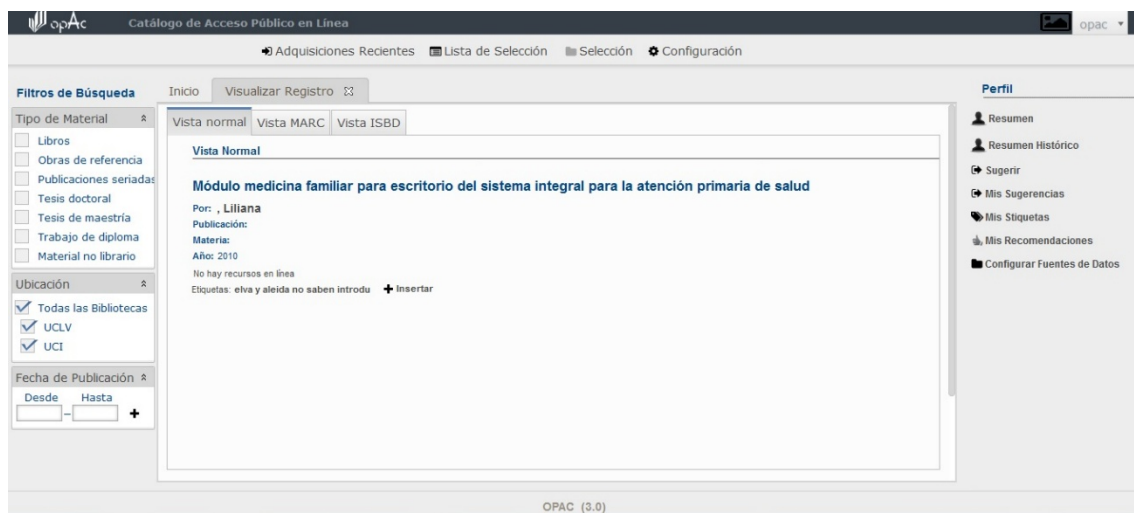 opAc
Catálogo de Acceso Público en Línea
opac
Adquisiciones Recientes
Lista de Selección
Selección
Configuración
Filtros de Búsqueda
Tipo de Material
Libros
Obras de referencia
Publicaciones seriadas
Tesis doctoral
Tesis de maestría
Trabajo de diploma
Material no librario
Ubicación
Todas las Bibliotecas
UCLV
UCI
Fecha de Publicación
Desde Hasta
–
Inicio
Visualizar Registro
Vista normal
Vista MARC
Vista ISBD
Vista Normal
Módulo medicina familiar para escritorio del sistema integral para la atención primaria de salud
Por: , Liliana
Publicación:
Materia:
Año: 2010
No hay recursos en línea
Etiquetas: elva y aleida no saben introdu Insertar
Perfil
Resumen
Resumen Histórico
Sugerir
Mis Sugerencias
Mis Stiquetas
Mis Recomendaciones
Configurar Fuentes de Datos
OPAC (3.0)